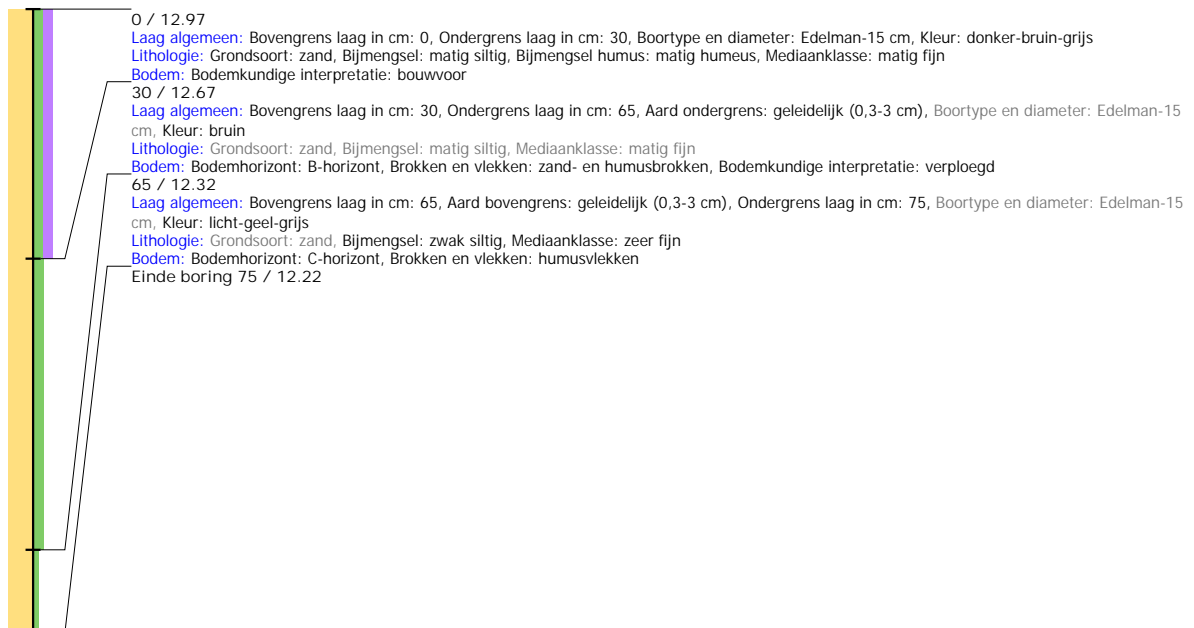 0 / 12.97
Laag algemeen: Bovengrens laag in cm: 0, Ondergrens laag in cm: 30, Boortype en diameter: Edelman-15 cm, Kleur: donker-bruin-grijs
Lithologie: Grondsoort: zand, Bijmengsel: matig siltig, Bijmengsel humus: matig humeus, Mediaanklasse: matig fijn
Bodem: Bodemkundige interpretatie: bouwvoor
30 / 12.67
Laag algemeen: Bovengrens laag in cm: 30, Ondergrens laag in cm: 65, Aard ondergrens: geleidelijk (0,3-3 cm), Boortype en diameter: Edelman-15
cm, Kleur: bruin
Lithologie: Grondsoort: zand, Bijmengsel: matig siltig, Mediaanklasse: matig fijn
Bodem: Bodemhorizont: B-horizont, Brokken en vlekken: zand- en humusbrokken, Bodemkundige interpretatie: verploegd
65 / 12.32
Laag algemeen: Bovengrens laag in cm: 65, Aard bovengrens: geleidelijk (0,3-3 cm), Ondergrens laag in cm: 75, Boortype en diameter: Edelman-15
cm, Kleur: licht-geel-grijs
Lithologie: Grondsoort: zand, Bijmengsel: zwak siltig, Mediaanklasse: zeer fijn
Bodem: Bodemhorizont: C-horizont, Brokken en vlekken: humusvlekken
Einde boring 75 / 12.22